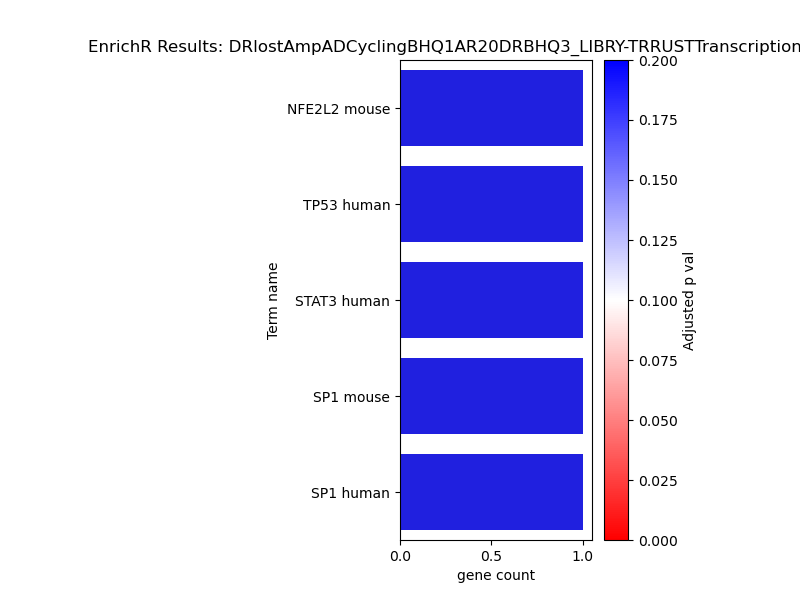 EnrichR Results: DRlostAmpADCyclingBHQ1AR20DRBHQ3_LIBRY-TRRUSTTranscription
NFE2L2 mouse
TP53 human
STAT3 human
SP1 mouse
SP1 human
Term name
0.0 0.5 1.0
gene count
0.200
0.175
0.150
0.125
0.100
0.075
0.050
0.025
0.000
Adjusted p val